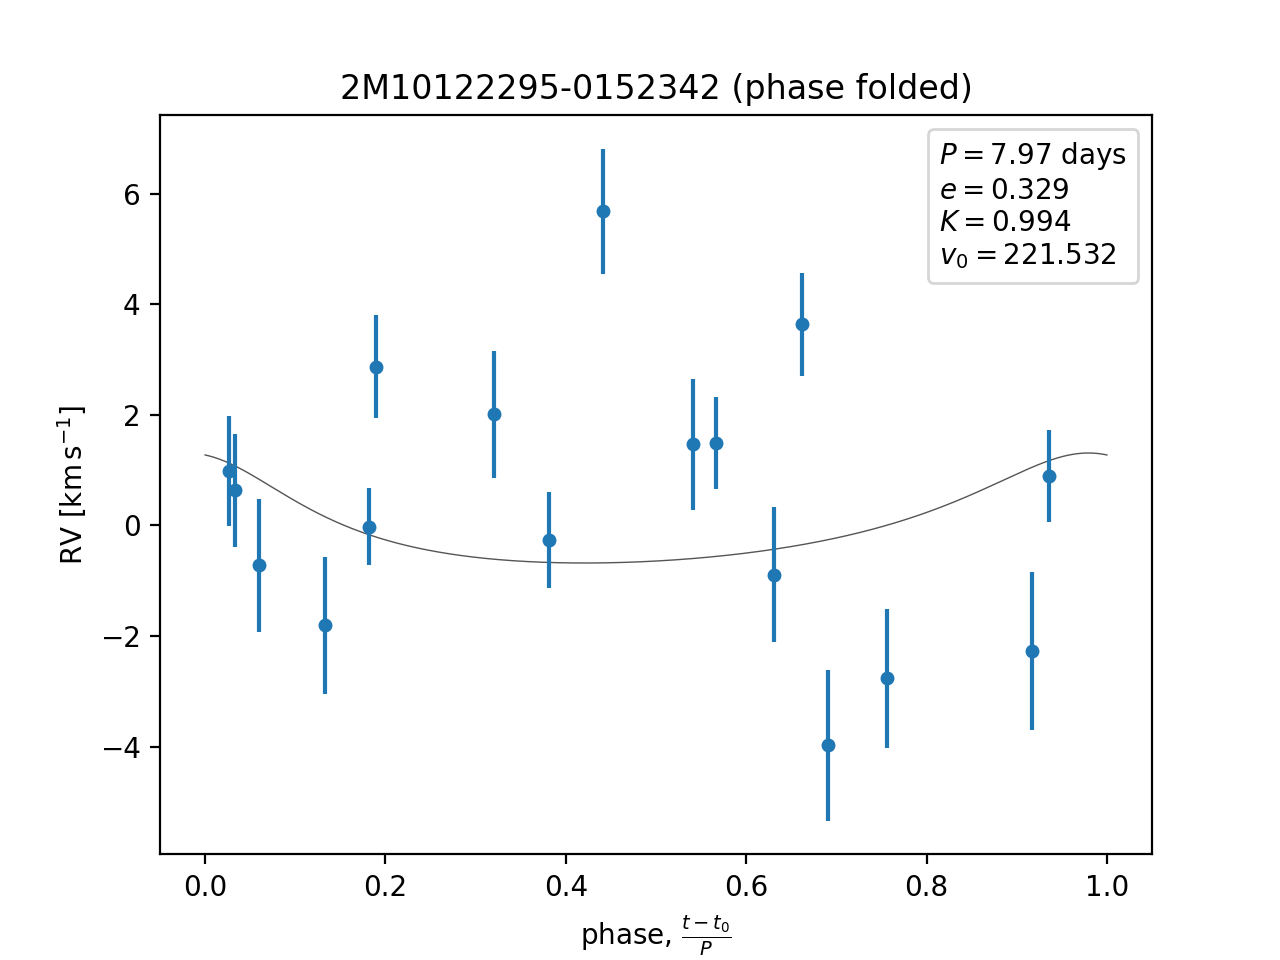 2M10122295-0152342 (phase folded)
P = 7.97 days
e = 0.329
K = 0.994
v₀ = 221.532
RV [km s⁻¹]
6
4
2
0
−2
−4
0.0 0.2 0.4 0.6 0.8 1.0
phase, (t − t₀)/P